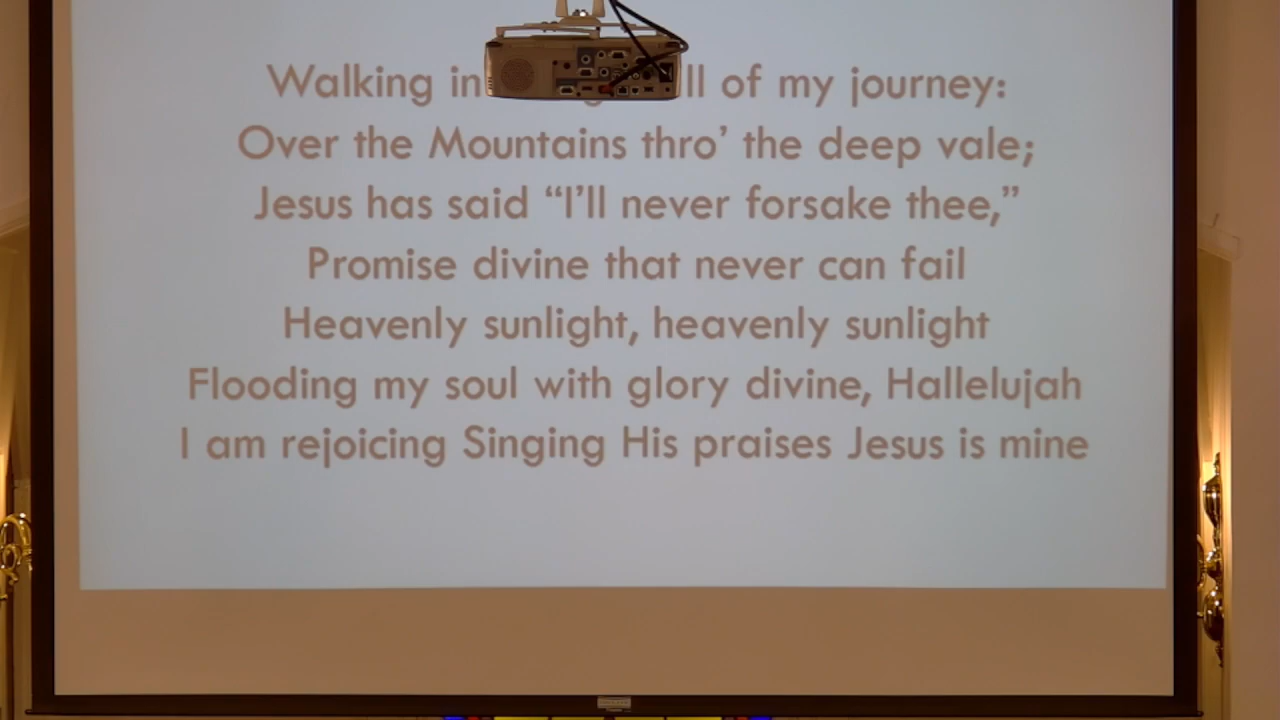 Walking in ll of my journey:
Over the Mountains thro’ the deep vale;
Jesus has said “I’ll never forsake thee,”
Promise divine that never can fail
Heavenly sunlight, heavenly sunlight
Flooding my soul with glory divine, Hallelujah
I am rejoicing Singing His praises Jesus is mine